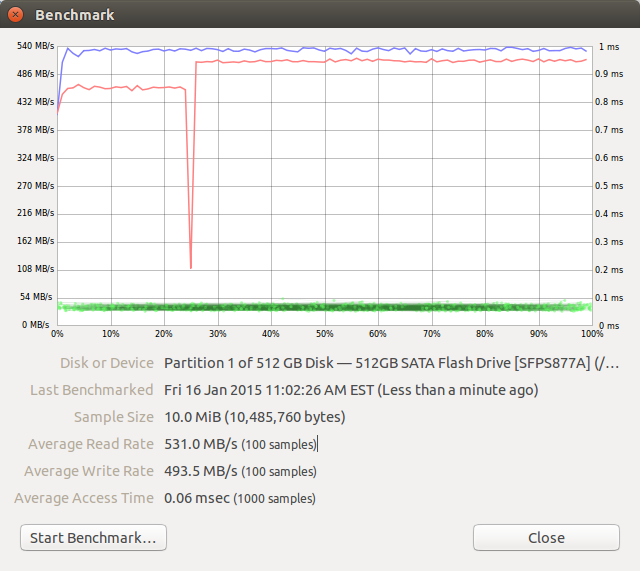 Benchmark
540 MB/s
486 MB/s
432 MB/s
378 MB/s
324 MB/s
270 MB/s
216 MB/s
162 MB/s
108 MB/s
54 MB/s
0 MB/s
1 ms
0.9 ms
0.8 ms
0.7 ms
0.6 ms
0.5 ms
0.4 ms
0.3 ms
0.2 ms
0.1 ms
0 ms
0% 10% 20% 30% 40% 50% 60% 70% 80% 90% 100%
Disk or Device Partition 1 of 512 GB Disk — 512GB SATA Flash Drive [SFPS877A] (/...
Last Benchmarked Fri 16 Jan 2015 11:02:26 AM EST (Less than a minute ago)
Sample Size 10.0 MiB (10,485,760 bytes)
Average Read Rate 531.0 MB/s (100 samples)
Average Write Rate 493.5 MB/s (100 samples)
Average Access Time 0.06 msec (1000 samples)
Start Benchmark... Close